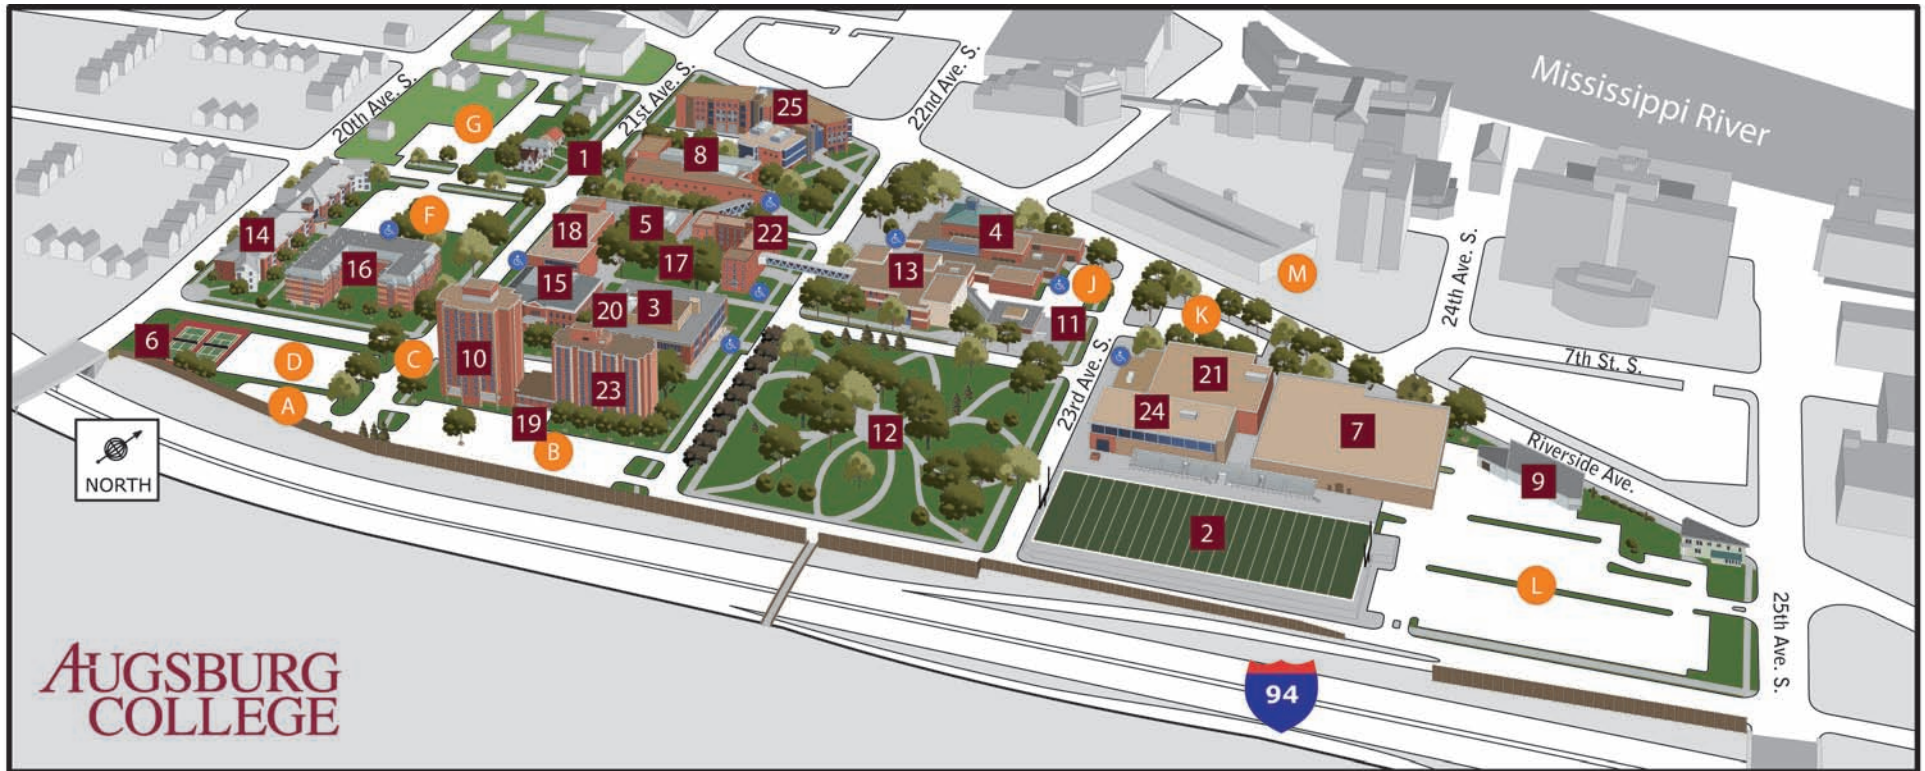 Mississippi River
20th Ave. S.
21st Ave. S.
22nd Ave. S.
25
G
8
1
14
F
18
5
22
4
24th Ave. S.
16
17
13
M
15
J
20
3
K
11
6
D
C
10
23
23rd Ave. S.
21
7th St. S.
A
19
B
12
24
7
NORTH
Riverside Ave.
9
2
L
25th Ave. S.
AUGSBURG
COLLEGE
94